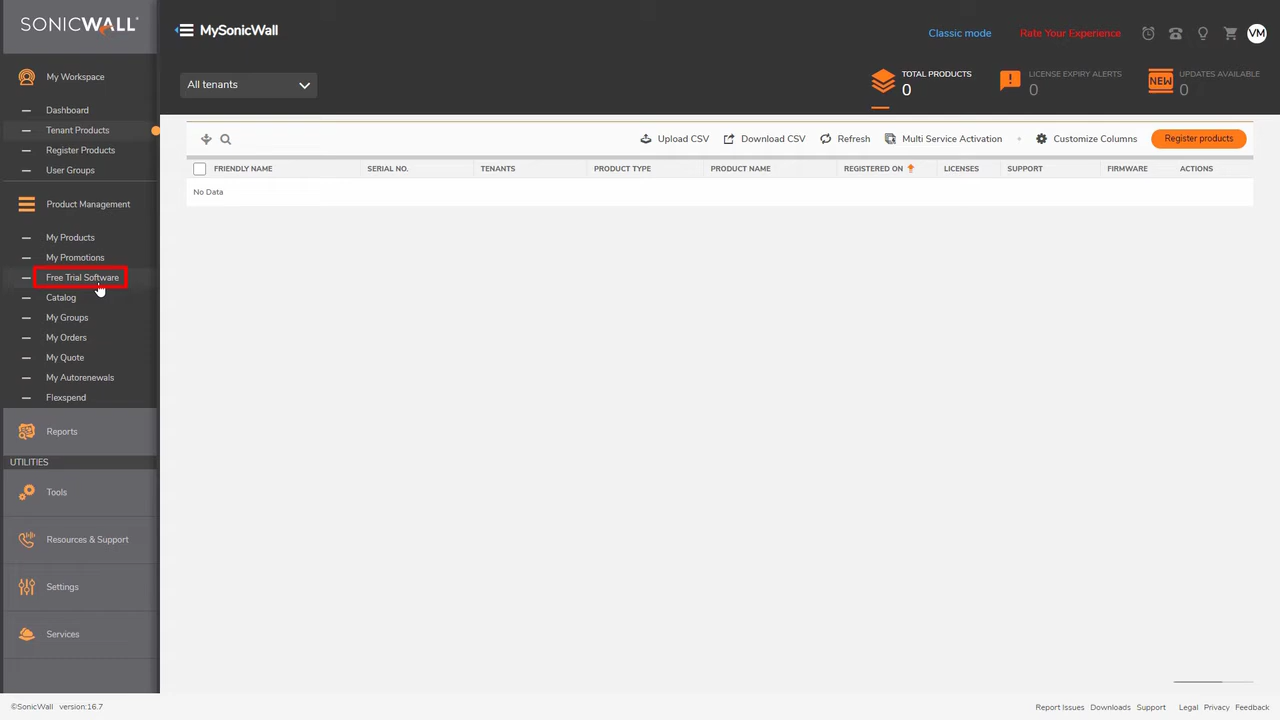 SONICWALL
MySonicWall
Classic mode
Rate Your Experience
VM
All tenants
TOTAL PRODUCTS
0
LICENSE EXPIRY ALERTS
0
NEW
UPDATES AVAILABLE
0
My Workspace
Dashboard
Tenant Products
Register Products
User Groups
Product Management
My Products
My Promotions
Free Trial Software
Catalog
My Groups
My Orders
My Quote
My Autorenewals
Flexspend
Reports
UTILITIES
Tools
Resources & Support
Settings
Services
Upload CSV Download CSV Refresh Multi Service Activation Customize Columns Register products
FRIENDLY NAME SERIAL NO. TENANTS PRODUCT TYPE PRODUCT NAME REGISTERED ON LICENSES SUPPORT FIRMWARE ACTIONS
No Data
©SonicWall version:16.7
Report Issues Downloads Support Legal Privacy Feedback